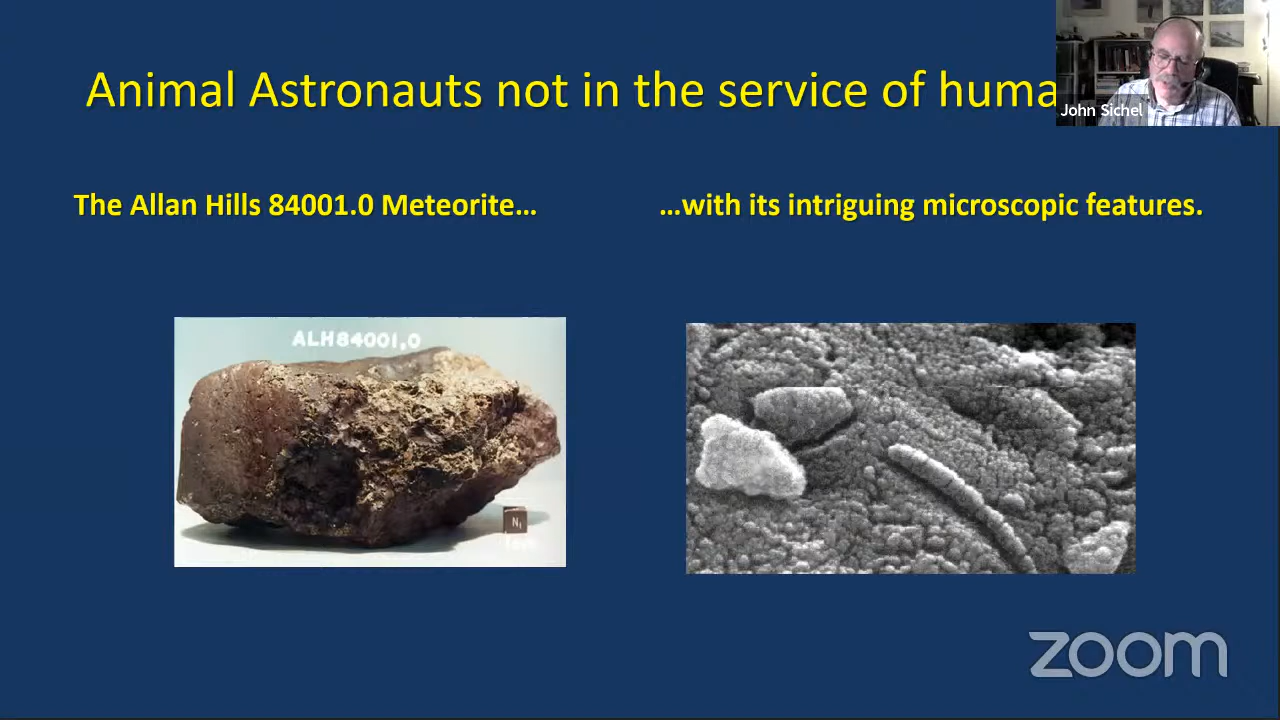 Animal Astronauts not in the service of huma
John Sichel
The Allan Hills 84001.0 Meteorite…
…with its intriguing microscopic features.
ALH84001,0
N₁
zoom